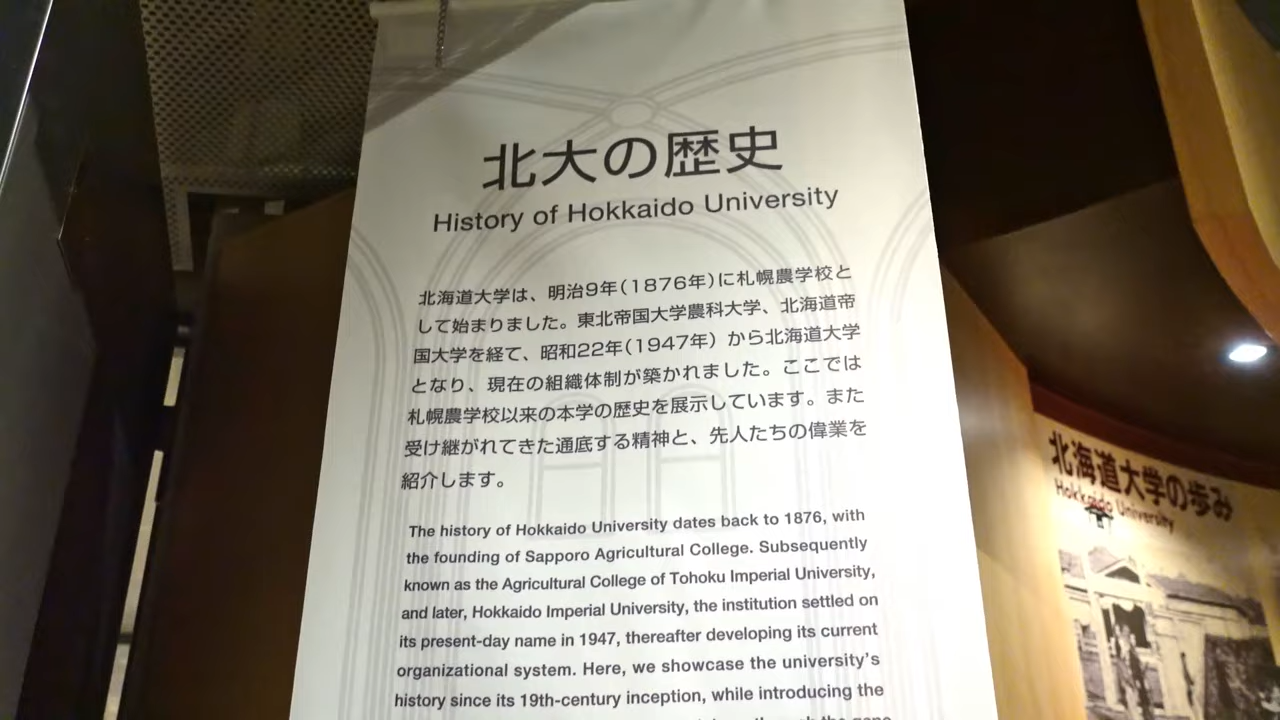 北大の歴史
History of Hokkaido University
北海道大学は、明治9年(1876年)に札幌農学校と
して始まりました。東北帝国大学農科大学、北海道帝
国大学を経て、昭和22年(1947年) から北海道大学
となり、現在の組織体制が築かれました。ここでは
札幌農学校以来の本学の歴史を展示しています。また
受け継がれてきた通底する精神と、先人たちの偉業を
紹介します。
The history of Hokkaido University dates back to 1876, with
the founding of Sapporo Agricultural College. Subsequently
known as the Agricultural College of Tohoku Imperial University,
and later, Hokkaido Imperial University, the institution settled on
its present-day name in 1947, thereafter developing its current
organizational system. Here, we showcase the university's
history since its 19th-century inception, while introducing the
through the
北海道大学の歩み
Hokkaido University